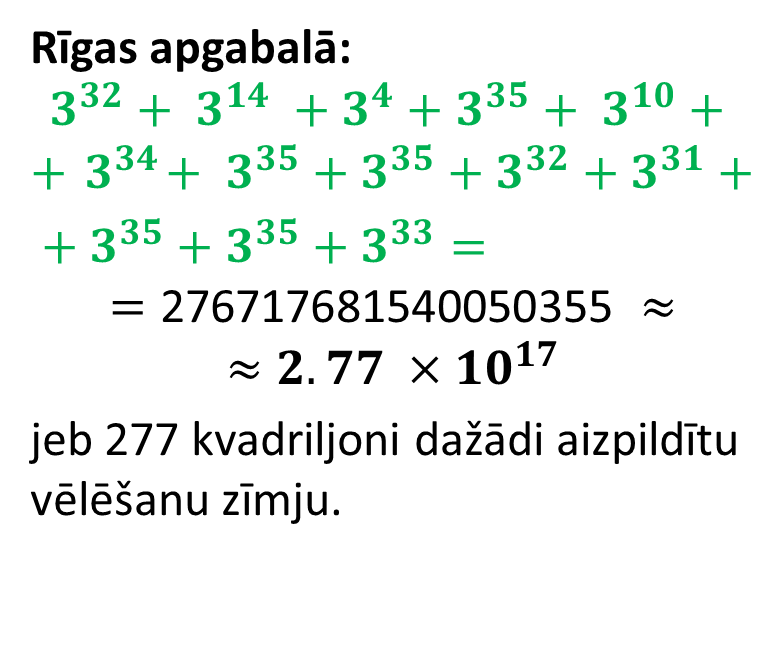 Rīgas apgabalā:
3³² + 3¹⁴ + 3⁴ + 3³⁵ + 3¹⁰ +
+ 3³⁴ + 3³⁵ + 3³⁵ + 3³² + 3³¹ +
+ 3³⁵ + 3³⁵ + 3³³ =
= 276717681540050355 ≈
≈ 2.77 × 10¹⁷
jeb 277 kvadriljoni dažādi aizpildītu
vēlēšanu zīmju.